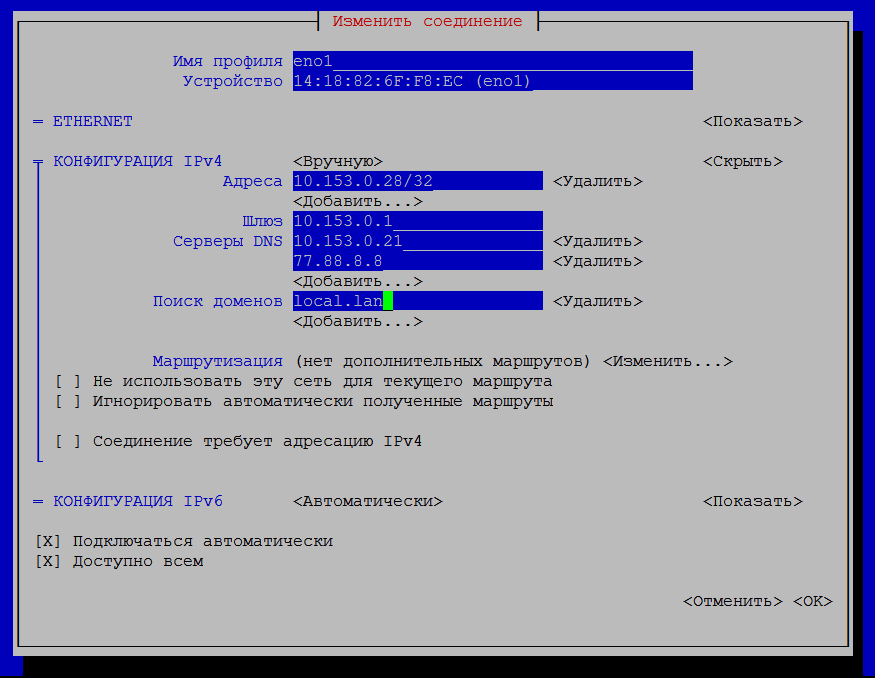 Изменить соединение
Имя профиля eno1
Устройство 14:18:82:6F:F8:EC (eno1)
= ETHERNET <Показать>
КОНФИГУРАЦИЯ IPv4 <Вручную> <Скрыть>
Адреса 10.153.0.28/32 <Удалить>
<Добавить...>
Шлюз 10.153.0.1
Серверы DNS 10.153.0.21 <Удалить>
77.88.8.8 <Удалить>
<Добавить...>
Поиск доменов local.lan <Удалить>
<Добавить...>
Маршрутизация (нет дополнительных маршрутов) <Изменить...>
[ ] Не использовать эту сеть для текущего маршрута
[ ] Игнорировать автоматически полученные маршруты
[ ] Соединение требует адресацию IPv4
= КОНФИГУРАЦИЯ IPv6 <Автоматически> <Показать>
[X] Подключаться автоматически
[X] Доступно всем
<Отменить> <OK>